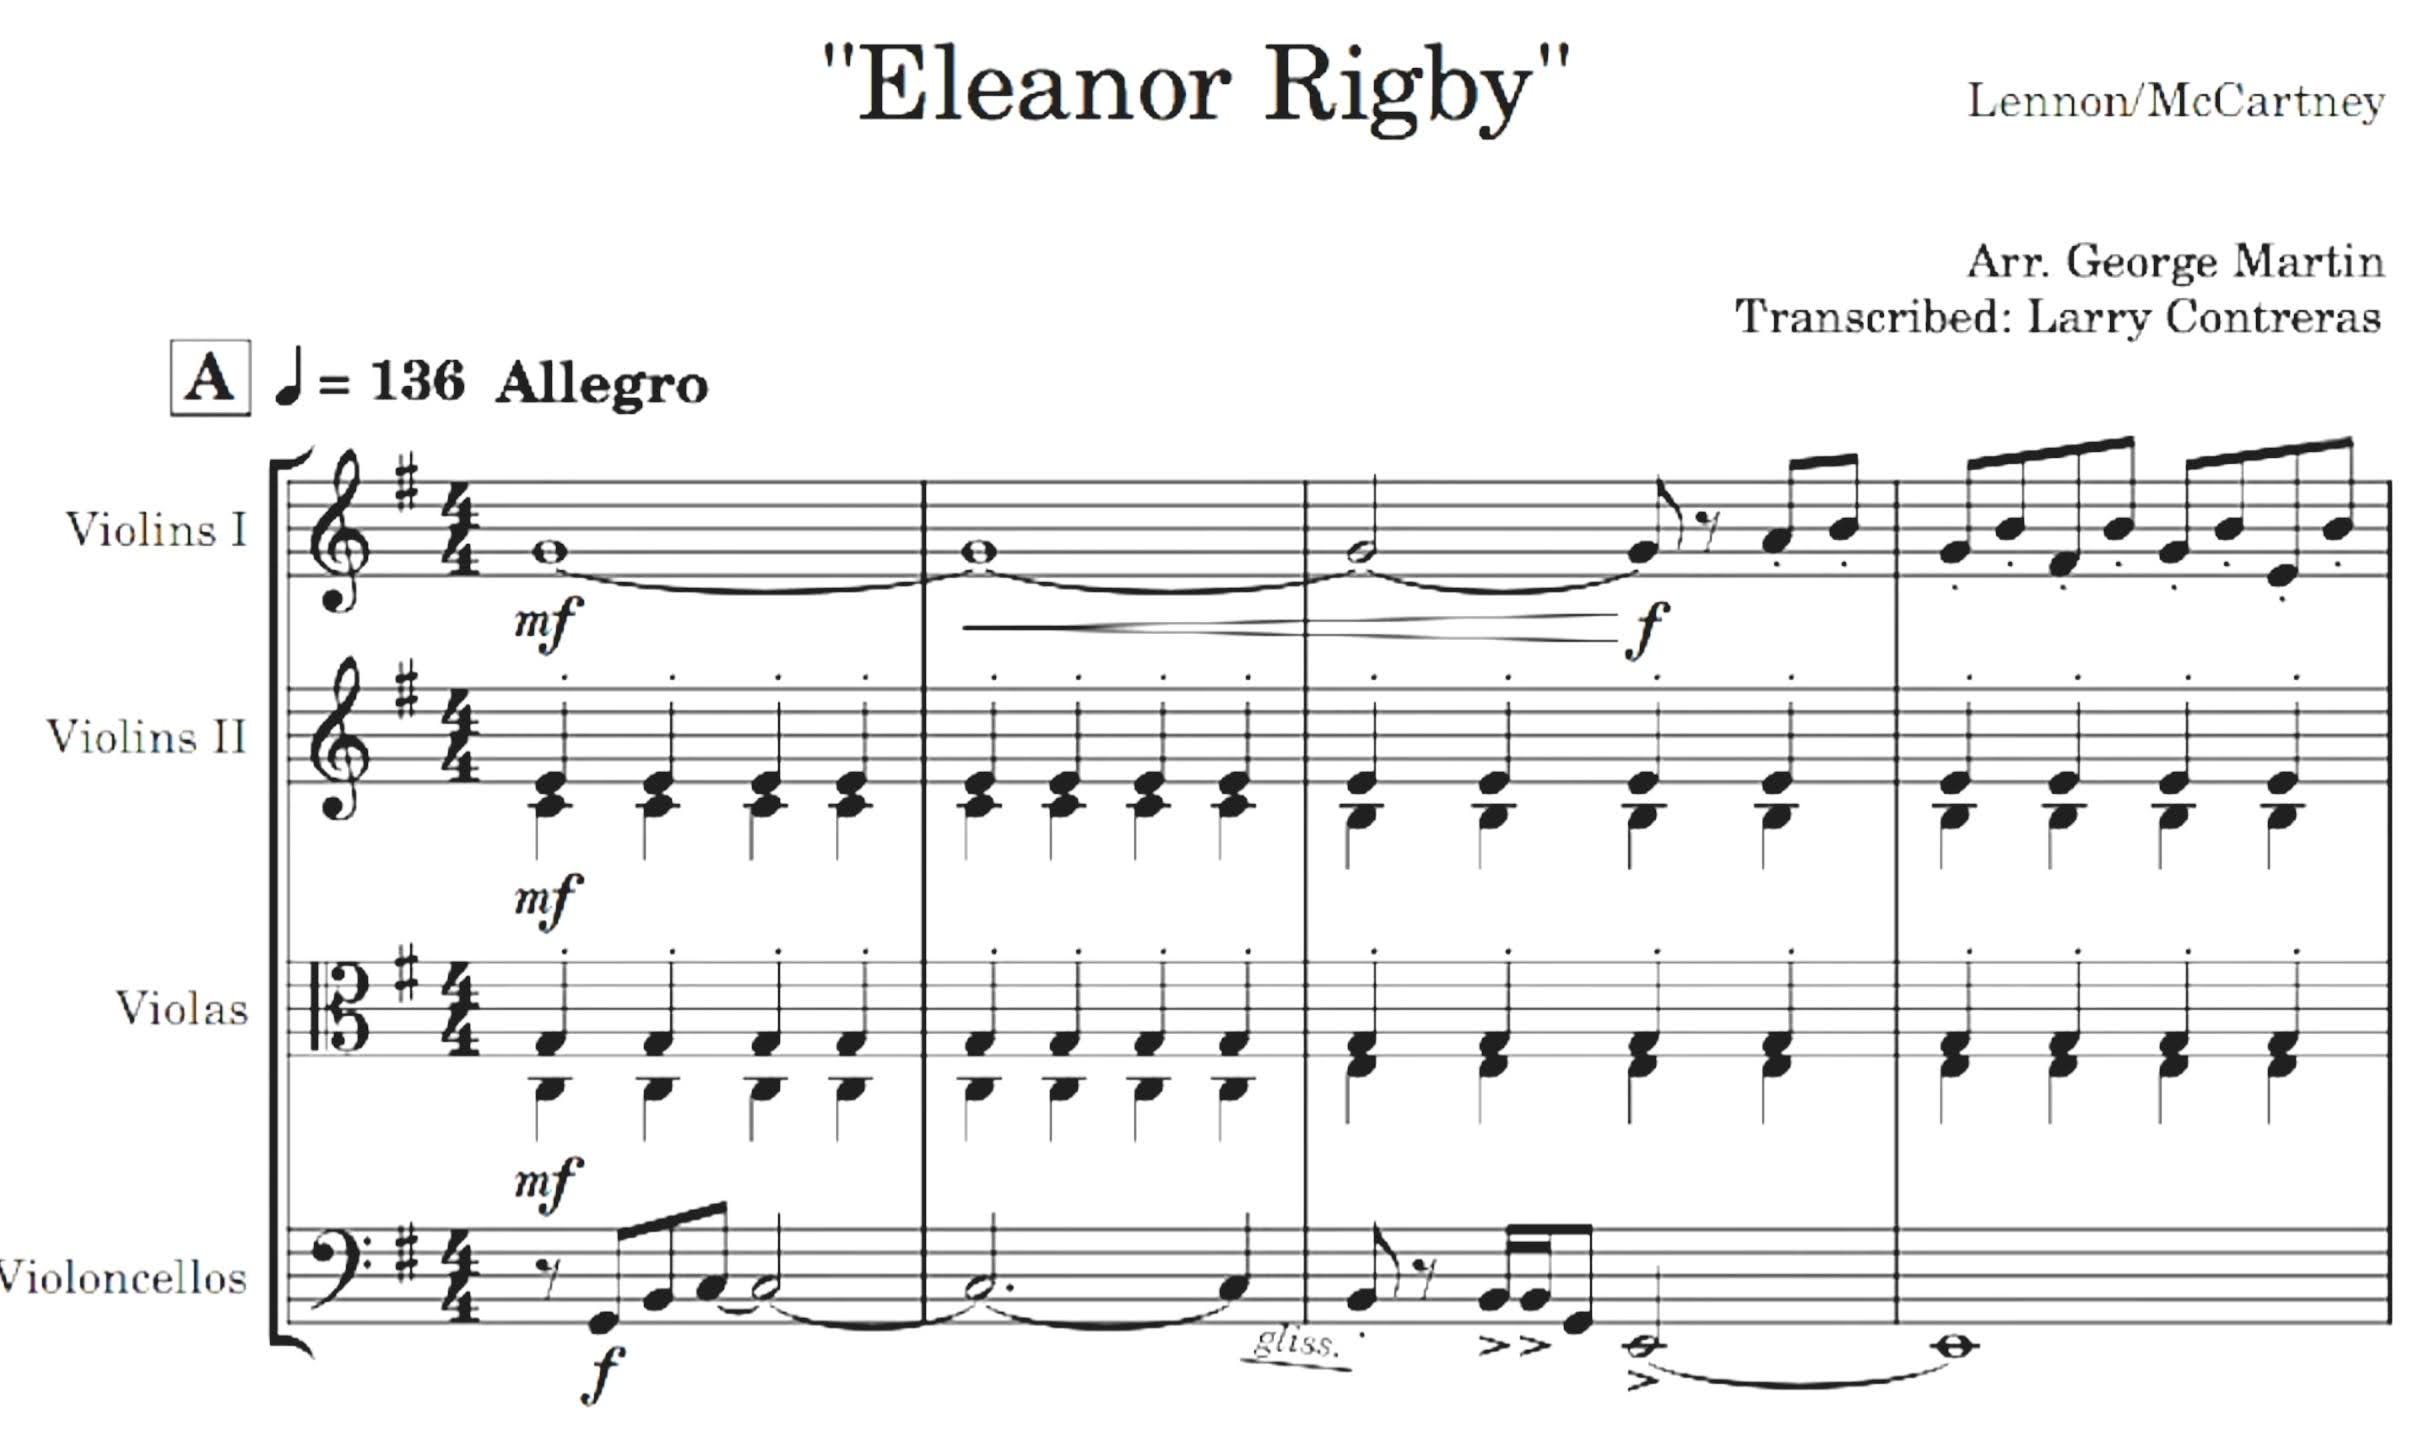 "Eleanor Rigby"
Lennon/McCartney
Arr. George Martin
Transcribed: Larry Contreras
A = 136 Allegro
Violins I
mf
f
Violins II
mf
Violas
mf
Violoncellos
f
gliss.